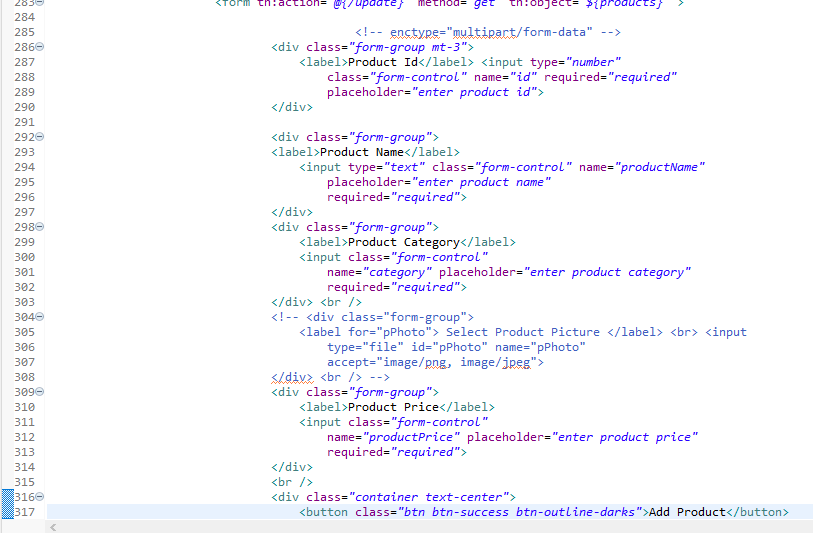 283 <form th:action="@{/update}" method="get" th:object="${products}" >
284
285 <!-- enctype="multipart/form-data" -->
286 <div class="form-group mt-3">
287 <label>Product Id</label> <input type="number"
288 class="form-control" name="id" required="required"
289 placeholder="enter product id">
290 </div>
291
292 <div class="form-group">
293 <label>Product Name</label>
294 <input type="text" class="form-control" name="productName"
295 placeholder="enter product name"
296 required="required">
297 </div>
298 <div class="form-group">
299 <label>Product Category</label>
300 <input class="form-control"
301 name="category" placeholder="enter product category"
302 required="required">
303 </div> <br />
304 <!-- <div class="form-group">
305 <label for="pPhoto"> Select Product Picture </label> <br> <input
306 type="file" id="pPhoto" name="pPhoto"
307 accept="image/png, image/jpeg">
308 </div> <br /> -->
309 <div class="form-group">
310 <label>Product Price</label>
311 <input class="form-control"
312 name="productPrice" placeholder="enter product price"
313 required="required">
314 </div>
315 <br />
316 <div class="container text-center">
317 <button class="btn btn-success btn-outline-darks">Add Product</button>